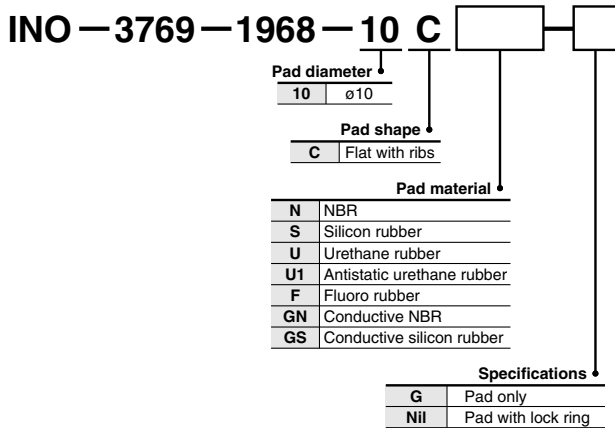 INO－3769－1968－10 C －
Pad diameter
10 ø10
Pad shape
C Flat with ribs
Pad material
N NBR
S Silicon rubber
U Urethane rubber
U1 Antistatic urethane rubber
F Fluoro rubber
GN Conductive NBR
GS Conductive silicon rubber
Specifications
G Pad only
Nil Pad with lock ring